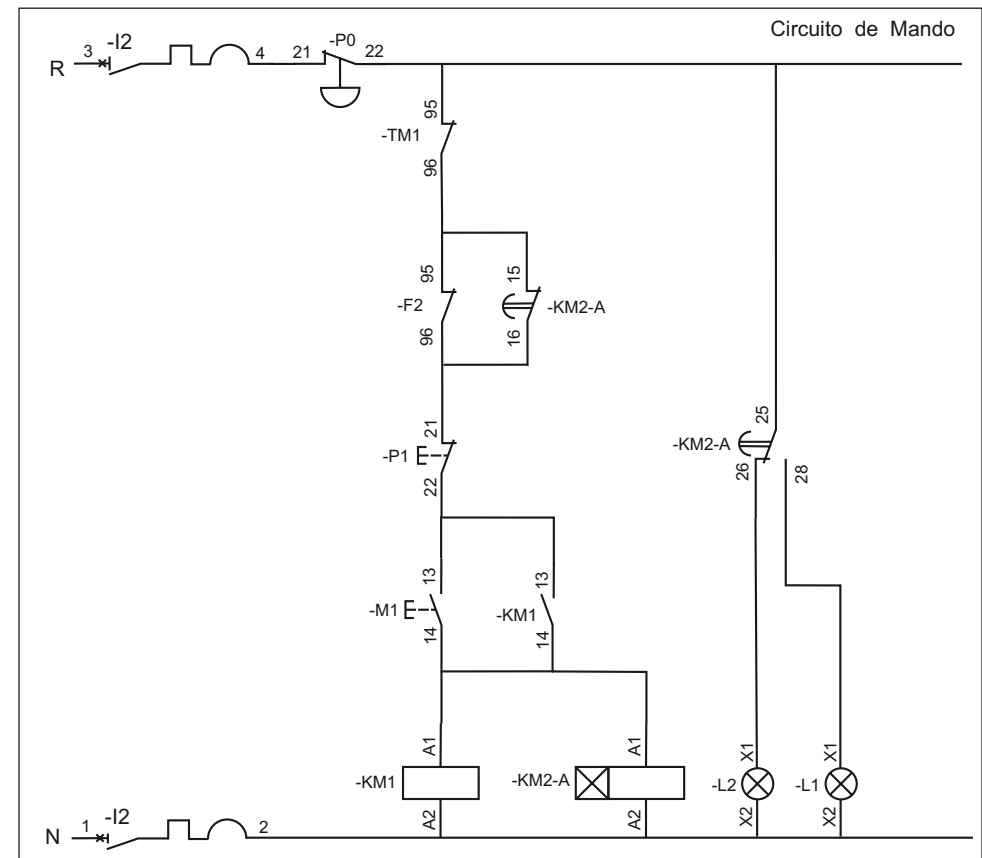 Circuito de Mando
R 3 -I2 4 21 -P0 22
95
-TM1
96
95 15
-F2 -KM2-A
96 16
21 25
-P1 -KM2-A
22 26 28
13 13
-M1 -KM1
14 14
A1 A1 X1 X1
-KM1 -KM2-A -L2 -L1
A2 A2 X2 X2
N 1 -I2 2